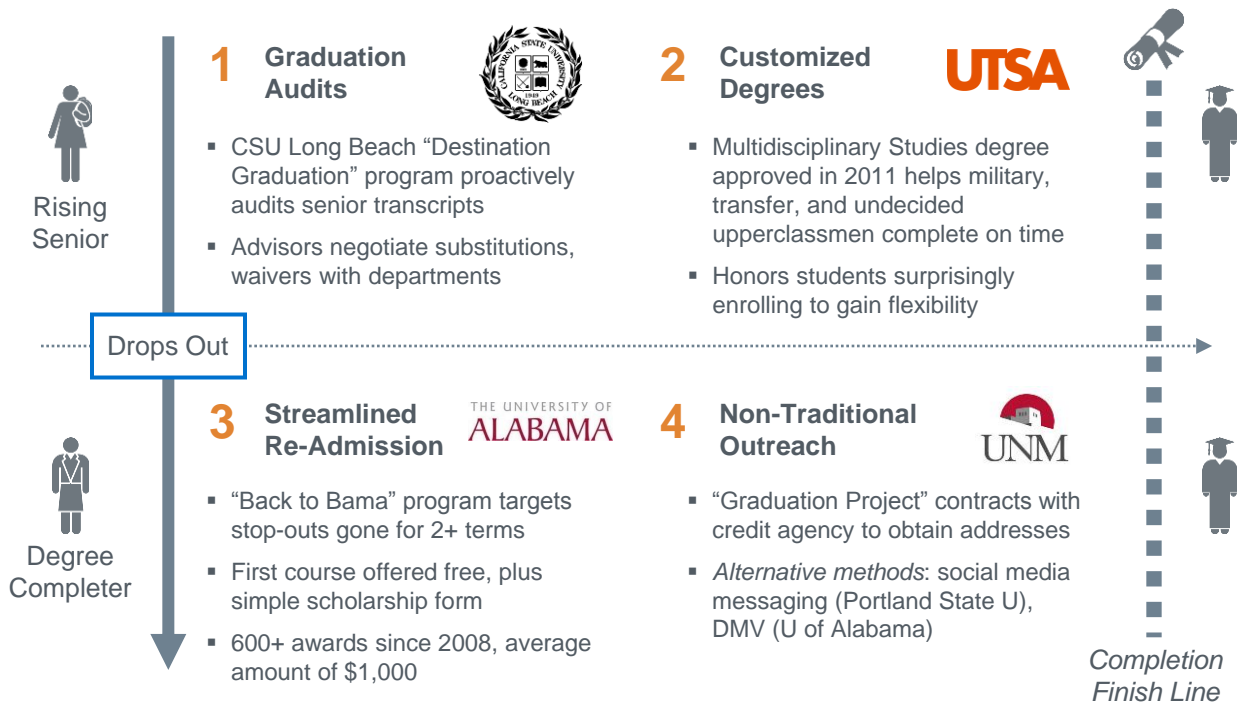 1 Graduation
Audits
CALIFORNIA STATE UNIVERSITY
LONG BEACH
1949
▪ CSU Long Beach “Destination
Graduation” program proactively
audits senior transcripts
▪ Advisors negotiate substitutions,
waivers with departments
2 Customized
Degrees
UTSA
▪ Multidisciplinary Studies degree
approved in 2011 helps military,
transfer, and undecided
upperclassmen complete on time
▪ Honors students surprisingly
enrolling to gain flexibility
Rising
Senior
Drops Out
3 Streamlined
Re-Admission
THE UNIVERSITY OF
ALABAMA
▪ “Back to Bama” program targets
stop-outs gone for 2+ terms
▪ First course offered free, plus
simple scholarship form
▪ 600+ awards since 2008, average
amount of $1,000
4 Non-Traditional
Outreach
UNM
▪ “Graduation Project” contracts with
credit agency to obtain addresses
▪ Alternative methods: social media
messaging (Portland State U),
DMV (U of Alabama)
Degree
Completer
Completion
Finish Line